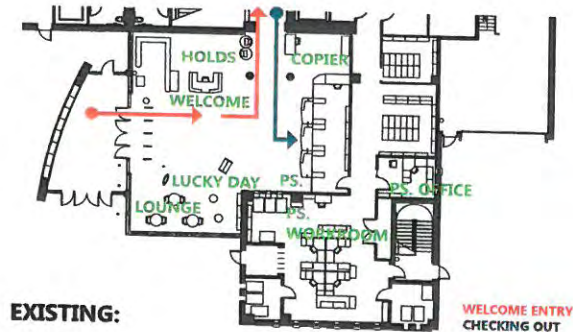 HOLDS
COPIER
WELCOME
LUCKY DAY
PS.
PS. OFFICE
LOUNGE
PS.
WORKROOM
EXISTING:
WELCOME ENTRY
CHECKING OUT